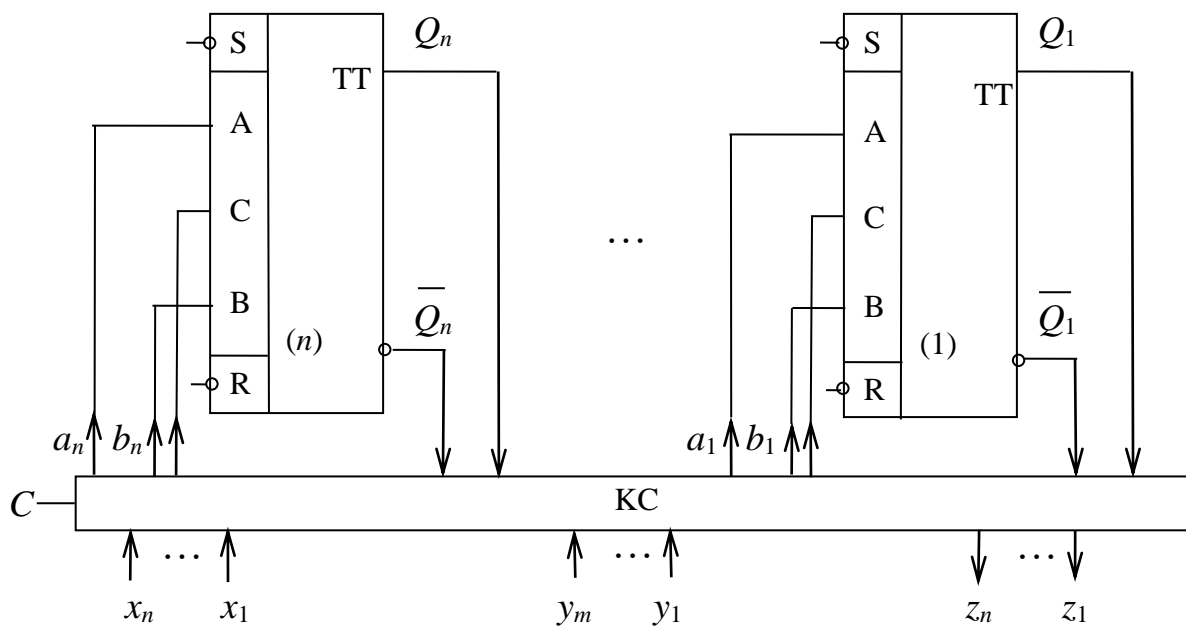 S Qₙ S Q₁
TT TT
A A
C C
…
B B
(n) Q̅ₙ (1) Q̅₁
R R
aₙ bₙ a₁ b₁
C KC
… … …
xₙ x₁ yₘ y₁ zₙ z₁